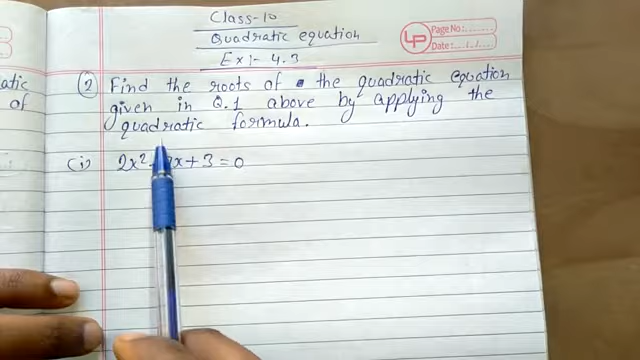 Class-10
Quadratic equation
Ex:- 4.3
Page No.:
Date:
LP
atic
of
② Find the roots of the quadratic equation
given in Q.1 above by applying the
quadratic formula.
(i) 2x² x + 3 = 0